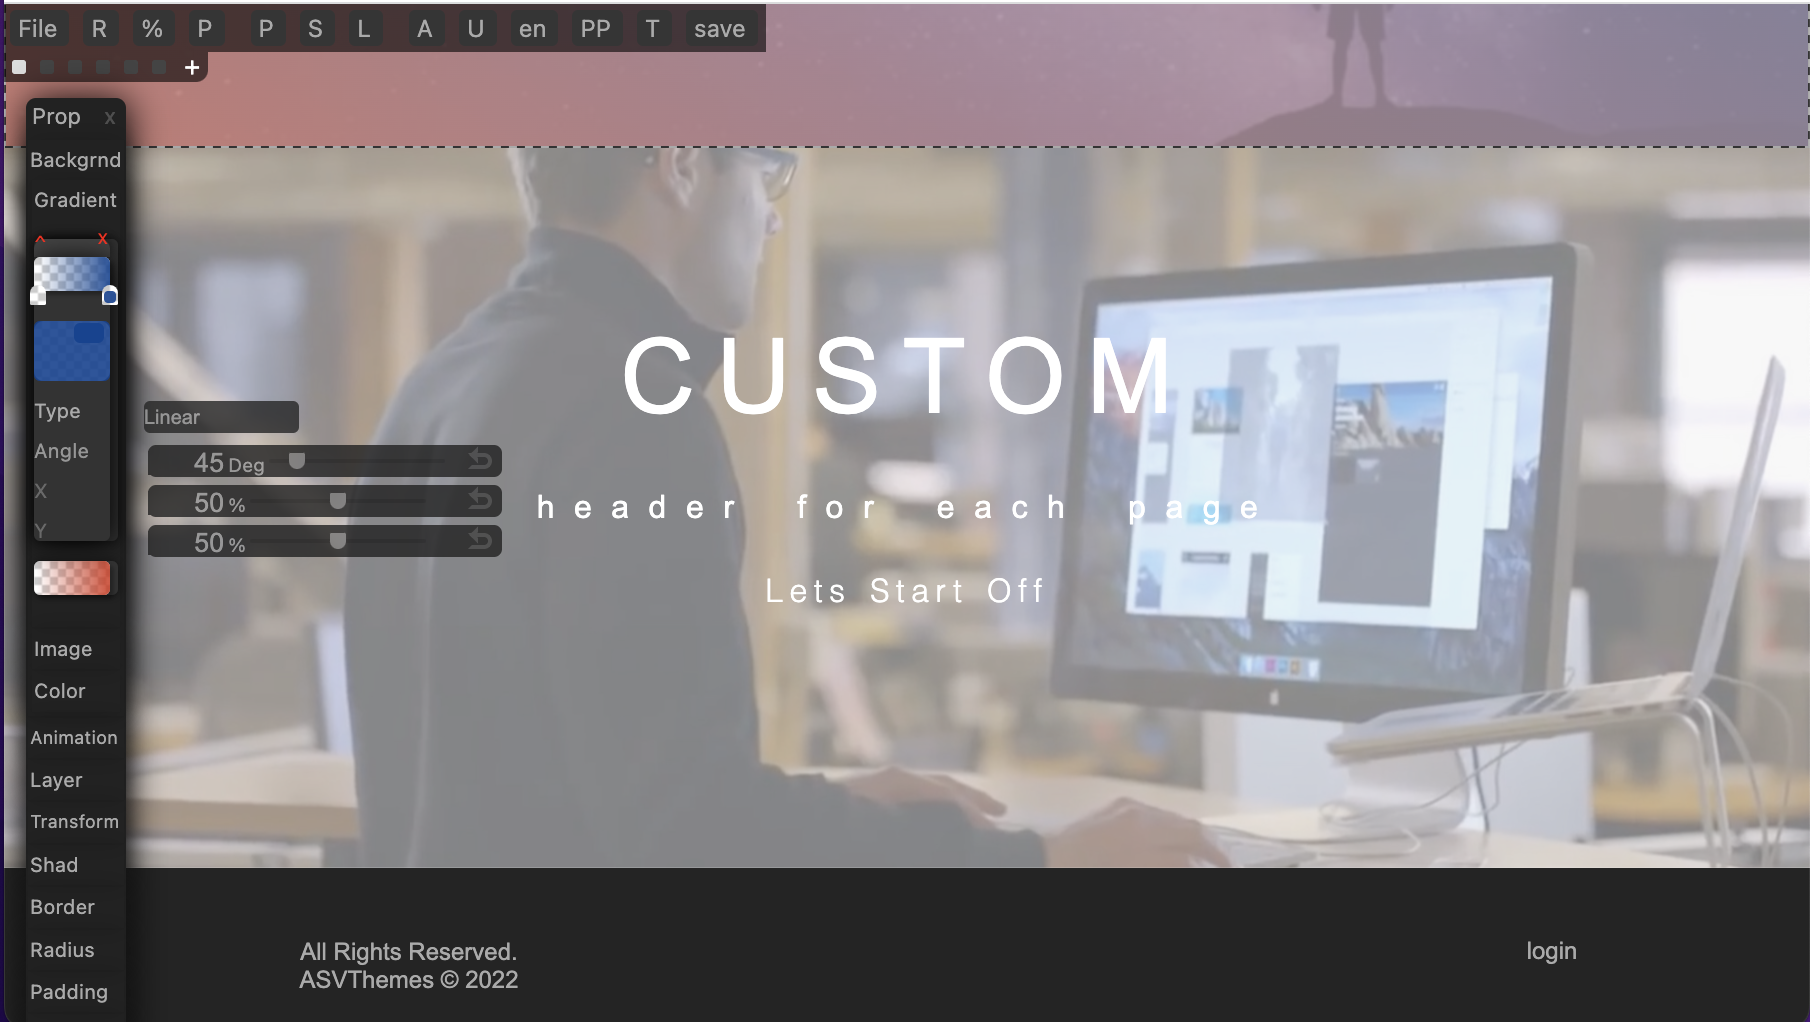 File R % P P S L A U en PP T save
+
Prop x
Backgrnd
Gradient
^ x
Type Linear
Angle 45 Deg
X 50 %
Y 50 %
Image
Color
Animation
Layer
Transform
Shad
Border
Radius
Padding
CUSTOM
header for each page
Lets Start Off
All Rights Reserved.
ASVThemes © 2022
login